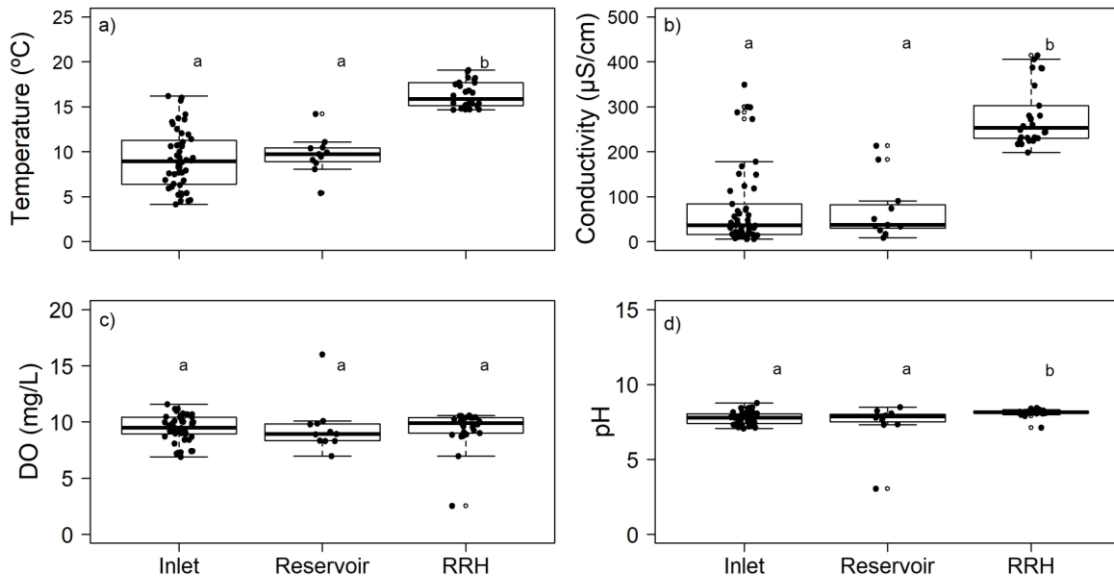 a)
25
20
15
10
5
0
Temperature (ºC)
a
a
b
b)
500
400
300
200
100
0
Conductivity (µS/cm)
a
a
b
c)
20
15
10
5
0
DO (mg/L)
a
a
a
Inlet
Reservoir
RRH
d)
15
10
5
0
pH
a
a
b
Inlet
Reservoir
RRH